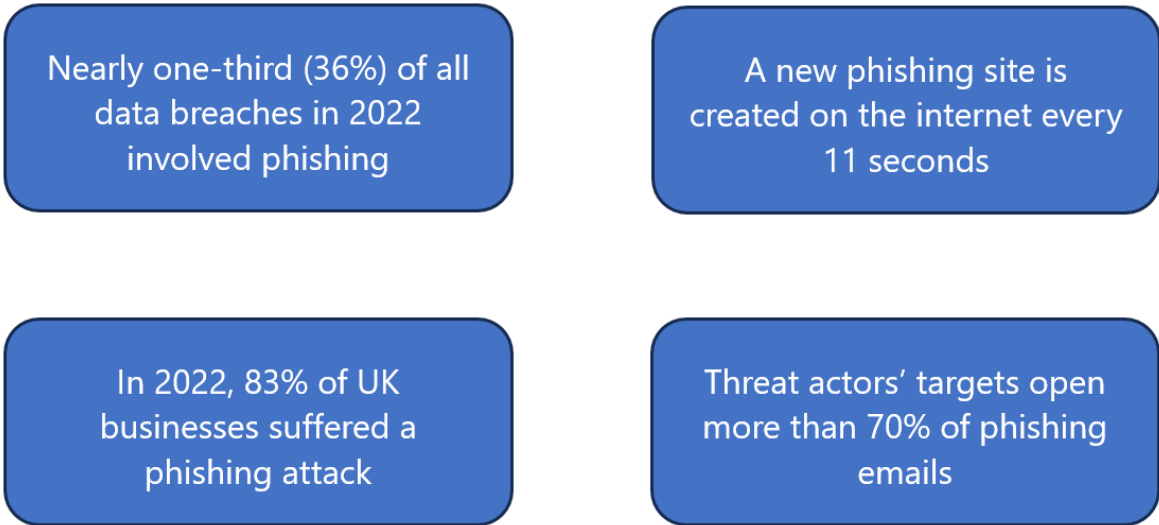 Nearly one-third (36%) of all
data breaches in 2022
involved phishing
A new phishing site is
created on the internet every
11 seconds
In 2022, 83% of UK
businesses suffered a
phishing attack
Threat actors’ targets open
more than 70% of phishing
emails